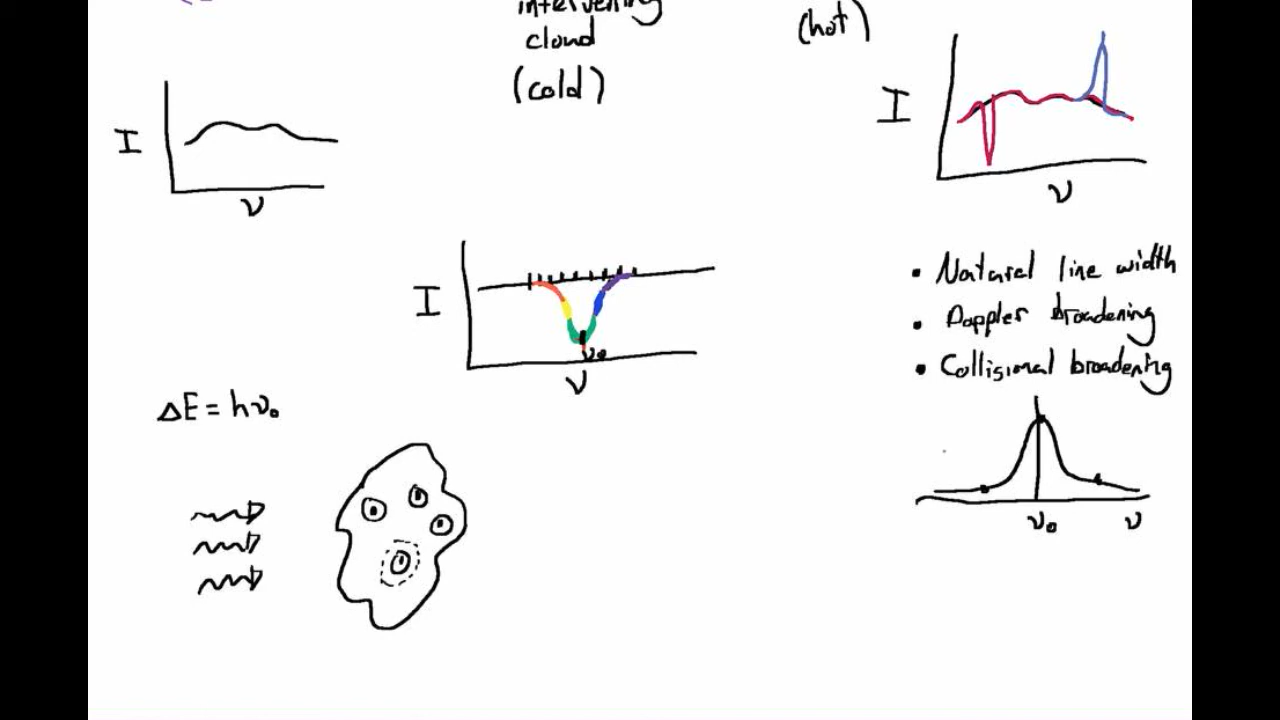 intervening
cloud
(cold)
(hot)
I
ν
I
ν
I
ν₀
ν
• Natural line width
• Doppler broadening
• Collisional broadening
ΔE = hν₀
ν₀
ν